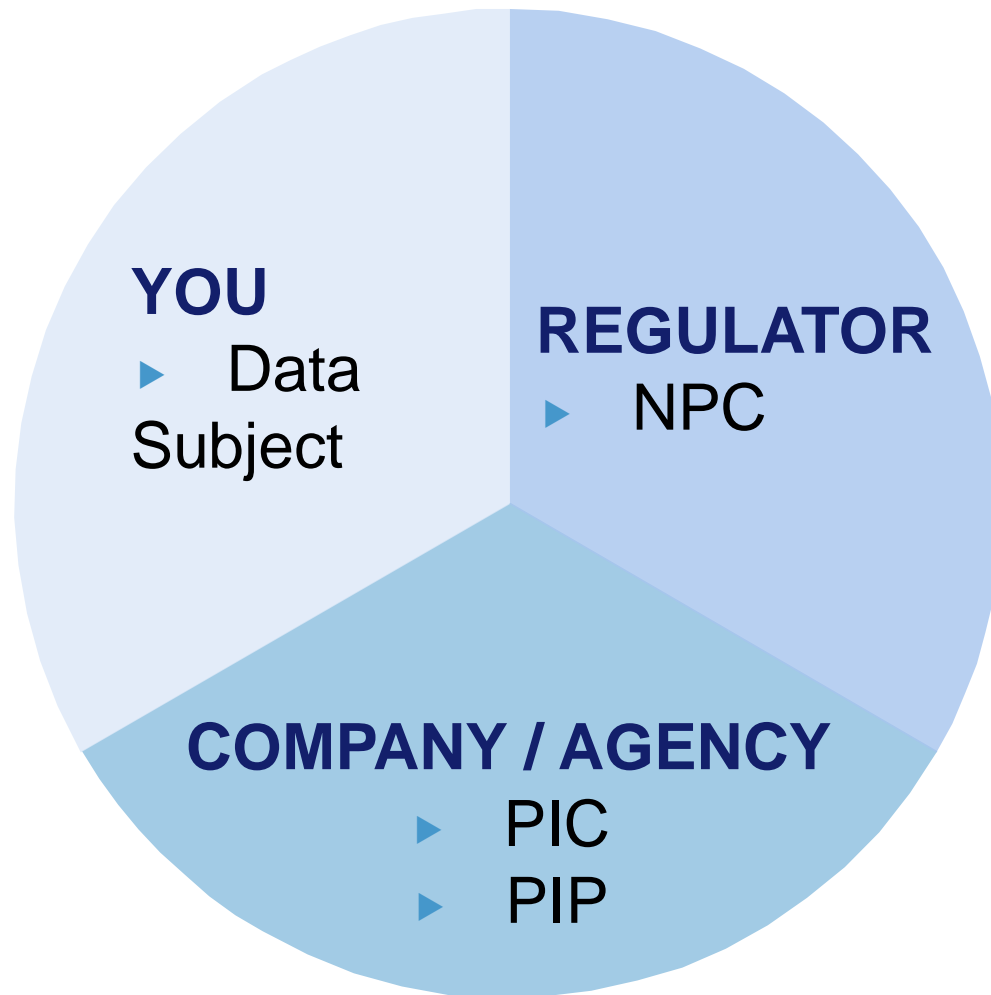 YOU
▶ Data
Subject
REGULATOR
▶ NPC
COMPANY / AGENCY
▶ PIC
▶ PIP